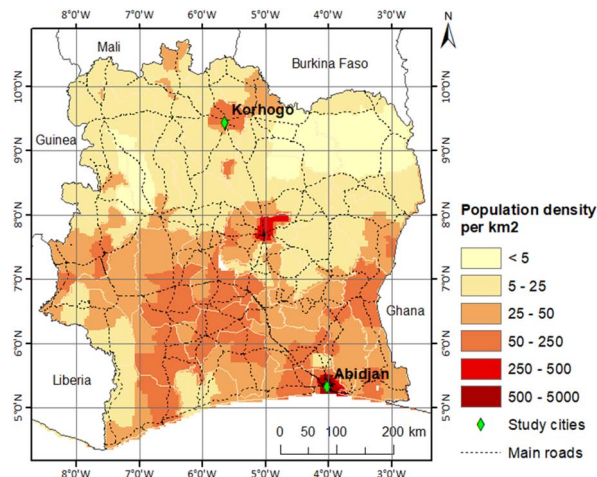 8°0'W 7°0'W 6°0'W 5°0'W 4°0'W 3°0'W
N
Mali
Burkina Faso
10°0'N 10°0'N
Korhogo
Guinea
9°0'N 9°0'N
8°0'N 8°0'N
7°0'N 7°0'N
Ghana
6°0'N 6°0'N
Liberia
Abidjan
5°0'N 5°0'N
0 50 100 200 km
8°0'W 7°0'W 6°0'W 5°0'W 4°0'W 3°0'W
Population density
per km2
< 5
5 - 25
25 - 50
50 - 250
250 - 500
500 - 5000
Study cities
Main roads